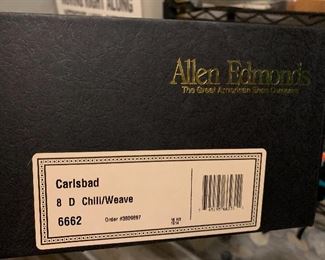 Allen Edmonds
The Great American Shoe Company
Carlsbad
8 D Chili/Weave
6662